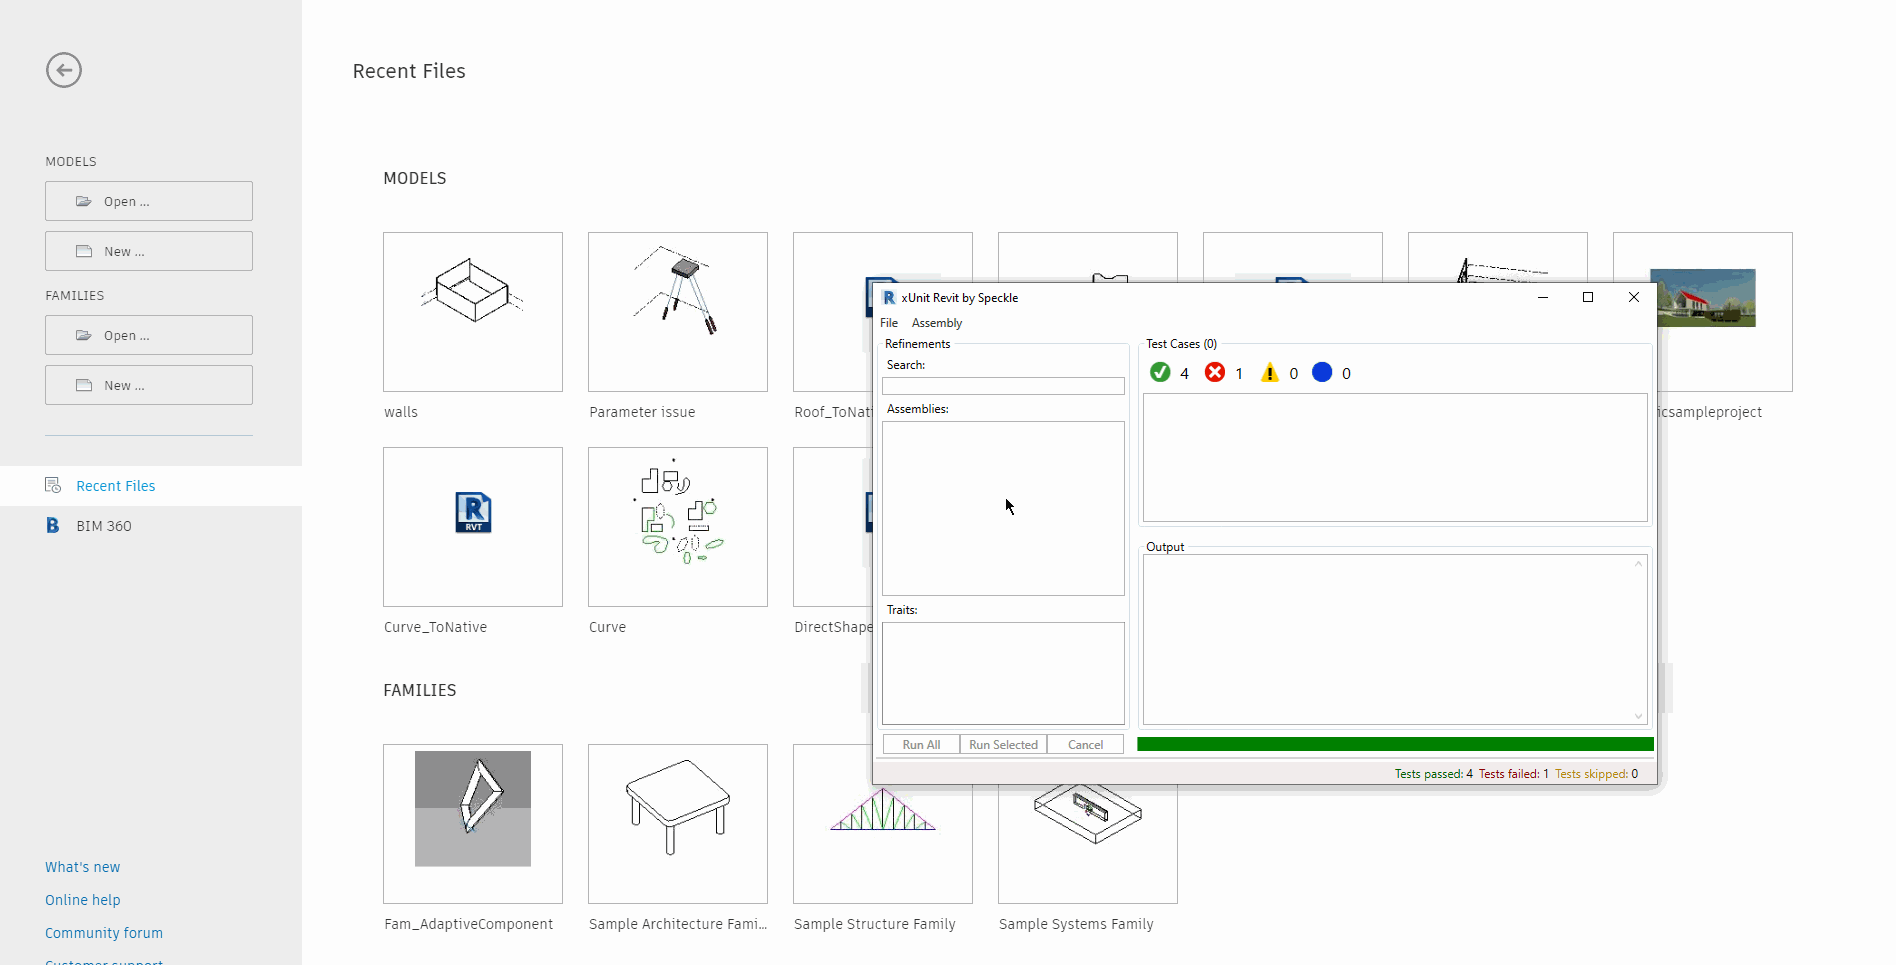 Recent Files
MODELS
Open ...
New ...
FAMILIES
Open ...
New ...
Recent Files
BIM 360
What's new
Online help
Community forum
Customer support
MODELS
walls
Parameter issue
Roof_ToNati
icsampleproject
RVT
Curve_ToNative
Curve
DirectShape
FAMILIES
Fam_AdaptiveComponent
Sample Architecture Fami...
Sample Structure Family
Sample Systems Family
R xUnit Revit by Speckle
File Assembly
Refinements
Search:
Assemblies:
Traits:
Run All Run Selected Cancel
Test Cases (0)
4 1 0 0
Output
Tests passed: 4 Tests failed: 1 Tests skipped: 0